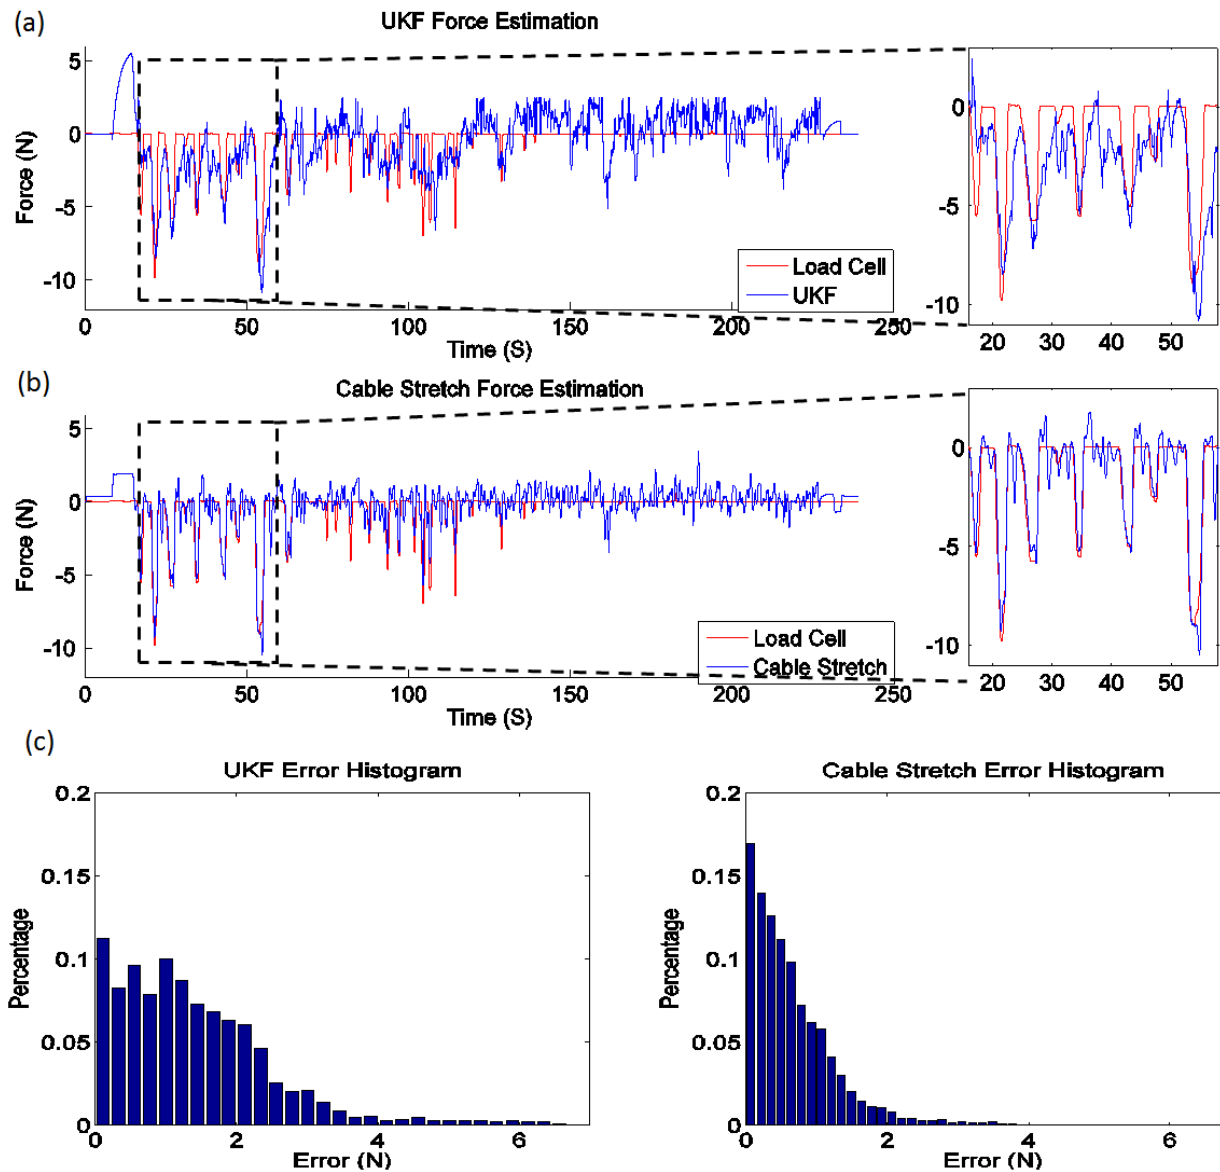 (a)
UKF Force Estimation
5
0
-5
-10
Force (N)
Load Cell
UKF
0 50 100 150 200 250
Time (S)
0
-5
-10
20 30 40 50
(b)
Cable Stretch Force Estimation
5
0
-5
-10
Force (N)
Load Cell
Cable Stretch
0 50 100 150 200 250
Time (S)
0
-5
-10
20 30 40 50
(c)
UKF Error Histogram
0.2
0.15
0.1
0.05
0
Percentage
0 2 4 6
Error (N)
Cable Stretch Error Histogram
0.2
0.15
0.1
0.05
0
Percentage
0 2 4 6
Error (N)